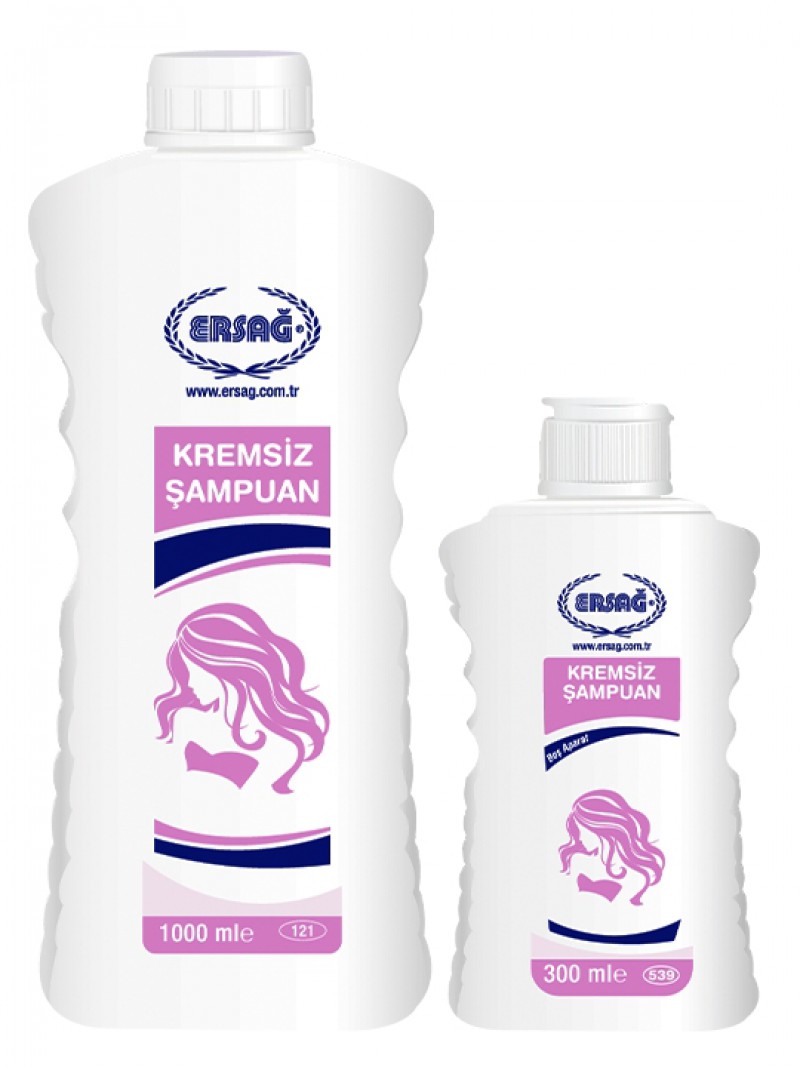 ERSAĞ®
www.ersag.com.tr
KREMSİZ
ŞAMPUAN
1000 ml℮
121
ERSAĞ®
www.ersag.com.tr
KREMSİZ
ŞAMPUAN
Boş Aparat
300 ml℮
539